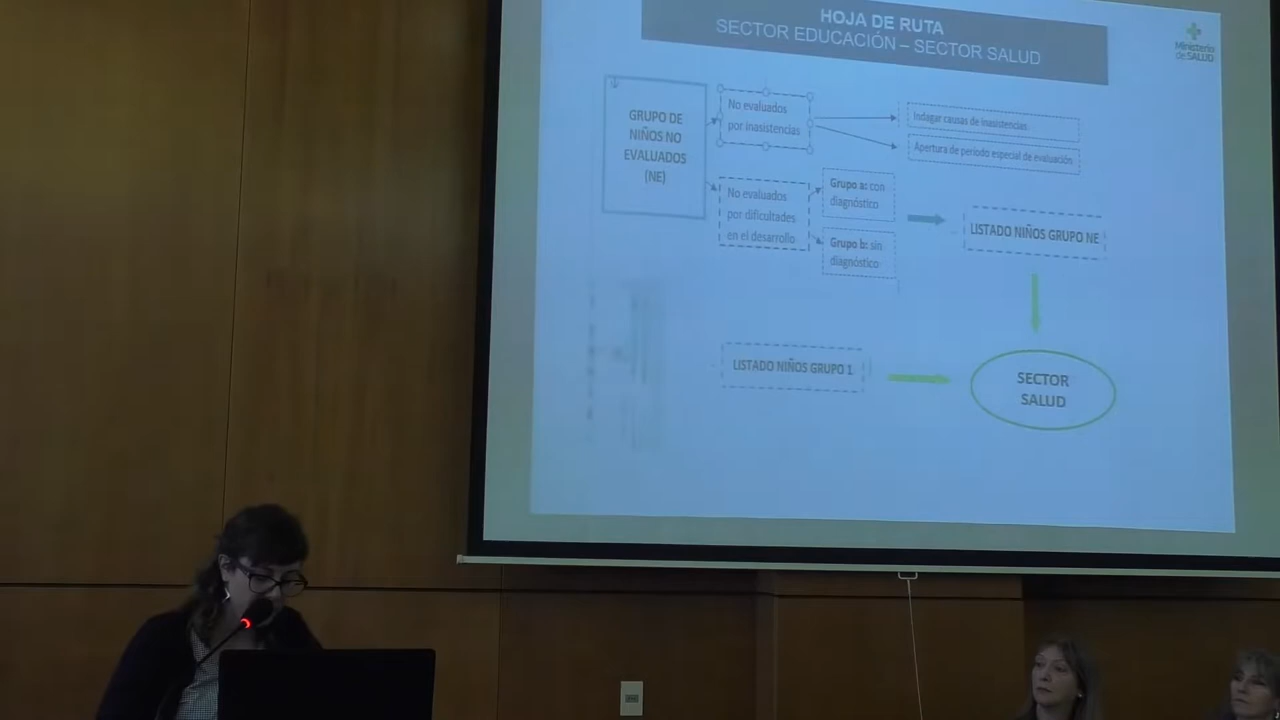 HOJA DE RUTA
SECTOR EDUCACIÓN – SECTOR SALUD
Ministerio
de SALUD
GRUPO DE
NIÑOS NO
EVALUADOS
(NE)
No evaluados
por inasistencias
Indagar causas de inasistencias
Apertura de periodo especial de evaluación
No evaluados
por dificultades
en el desarrollo
Grupo a: con
diagnóstico
Grupo b: sin
diagnóstico
LISTADO NIÑOS GRUPO NE
LISTADO NIÑOS GRUPO 1
SECTOR
SALUD